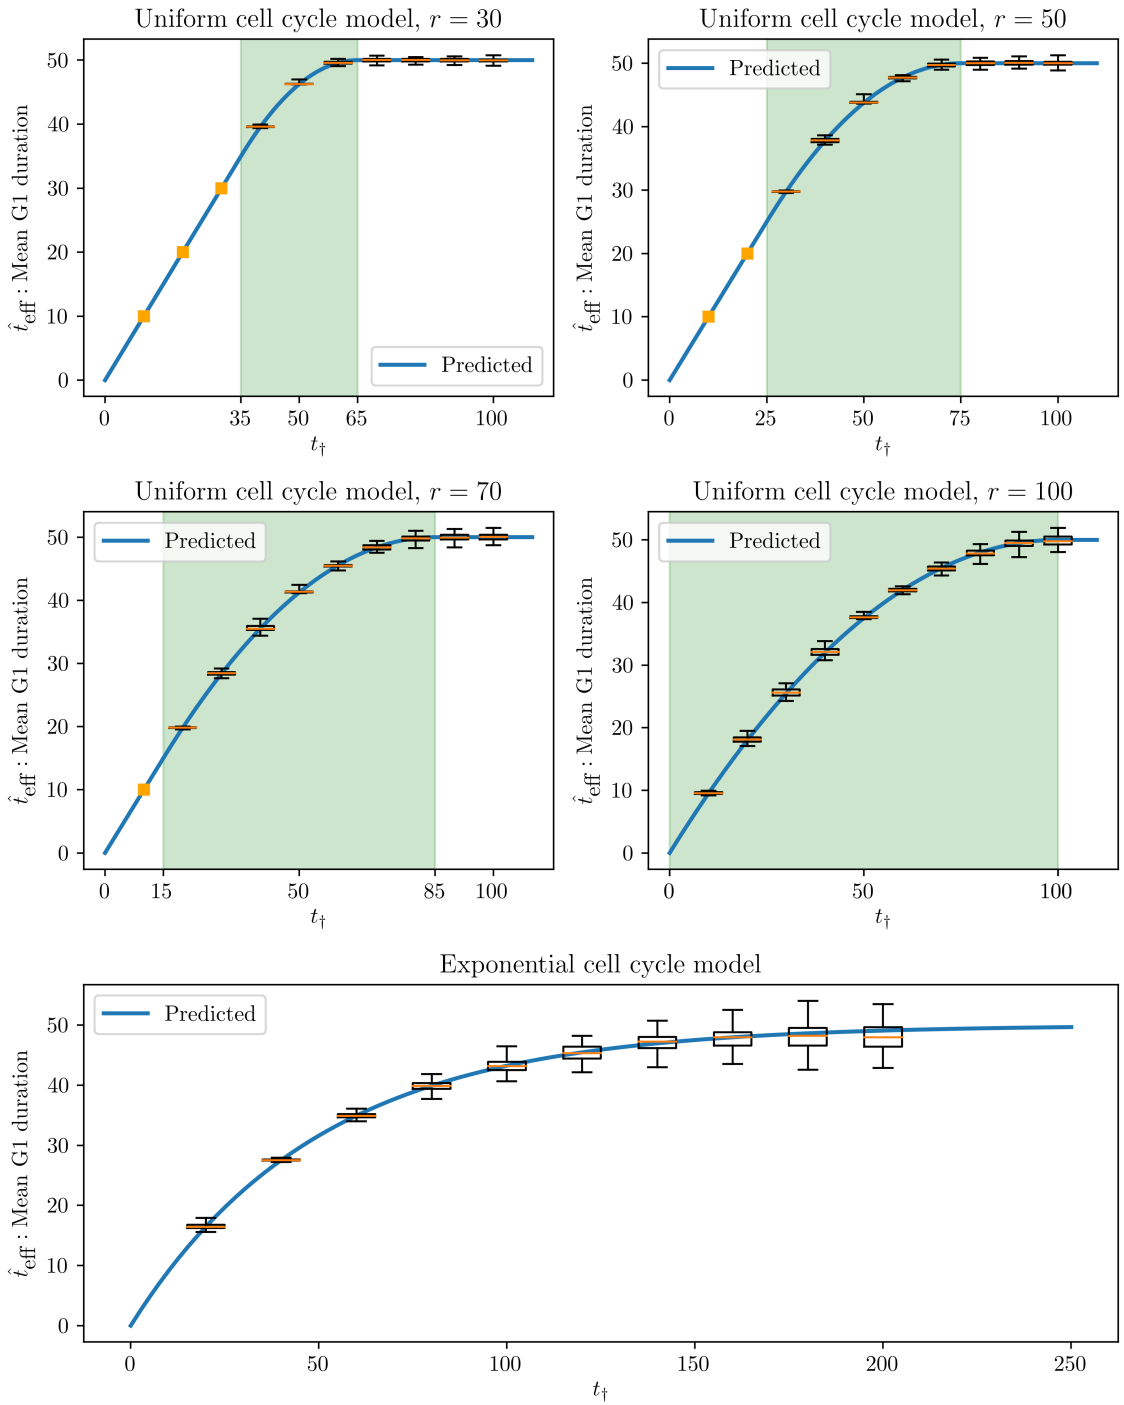 Uniform cell cycle model, r = 30
t̂eff : Mean G1 duration
50
40
30
20
10
0
Predicted
0 35 50 65 100
t†
Uniform cell cycle model, r = 50
t̂eff : Mean G1 duration
50
40
30
20
10
0
Predicted
0 25 50 75 100
t†
Uniform cell cycle model, r = 70
t̂eff : Mean G1 duration
50
40
30
20
10
0
Predicted
0 15 50 85 100
t†
Uniform cell cycle model, r = 100
t̂eff : Mean G1 duration
50
40
30
20
10
0
Predicted
0 50 100
t†
Exponential cell cycle model
t̂eff : Mean G1 duration
50
40
30
20
10
0
Predicted
0 50 100 150 200 250
t†